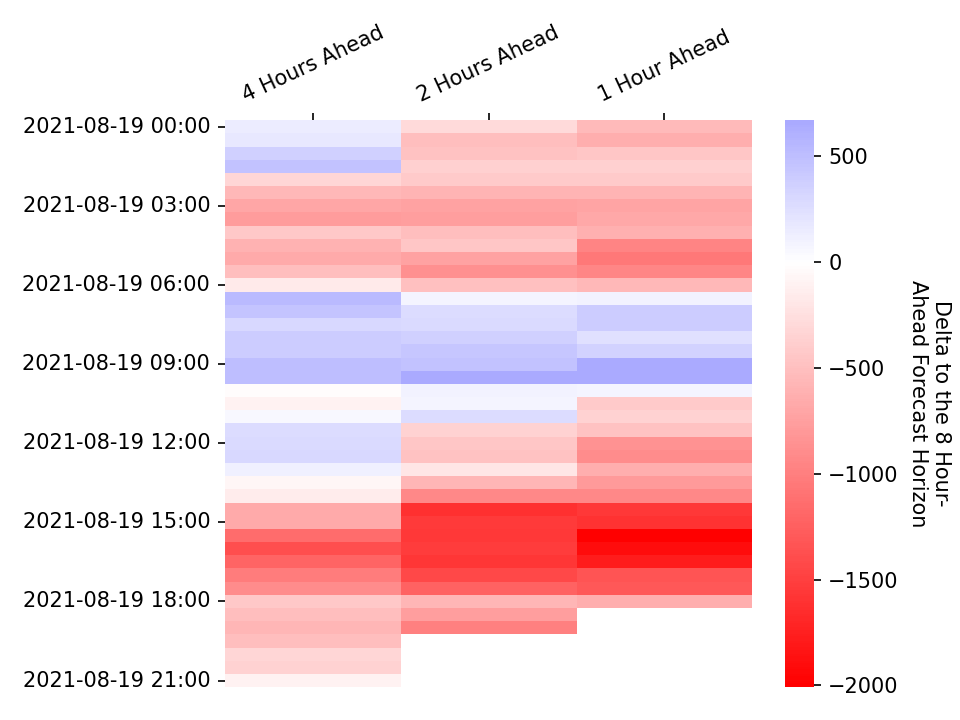 4 Hours Ahead
2 Hours Ahead
1 Hour Ahead
2021-08-19 00:00
2021-08-19 03:00
2021-08-19 06:00
2021-08-19 09:00
2021-08-19 12:00
2021-08-19 15:00
2021-08-19 18:00
2021-08-19 21:00
500
0
−500
−1000
−1500
−2000
Delta to the 8 Hour-
Ahead Forecast Horizon